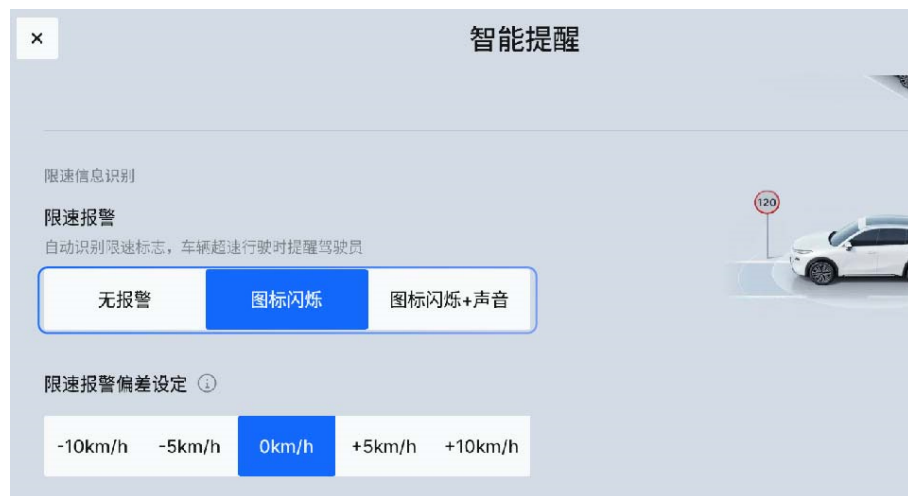 ×
智能提醒
限速信息识别
限速报警
自动识别限速标志，车辆超速行驶时提醒驾驶员
120
无报警 图标闪烁 图标闪烁+声音
限速报警偏差设定
-10km/h -5km/h 0km/h +5km/h +10km/h